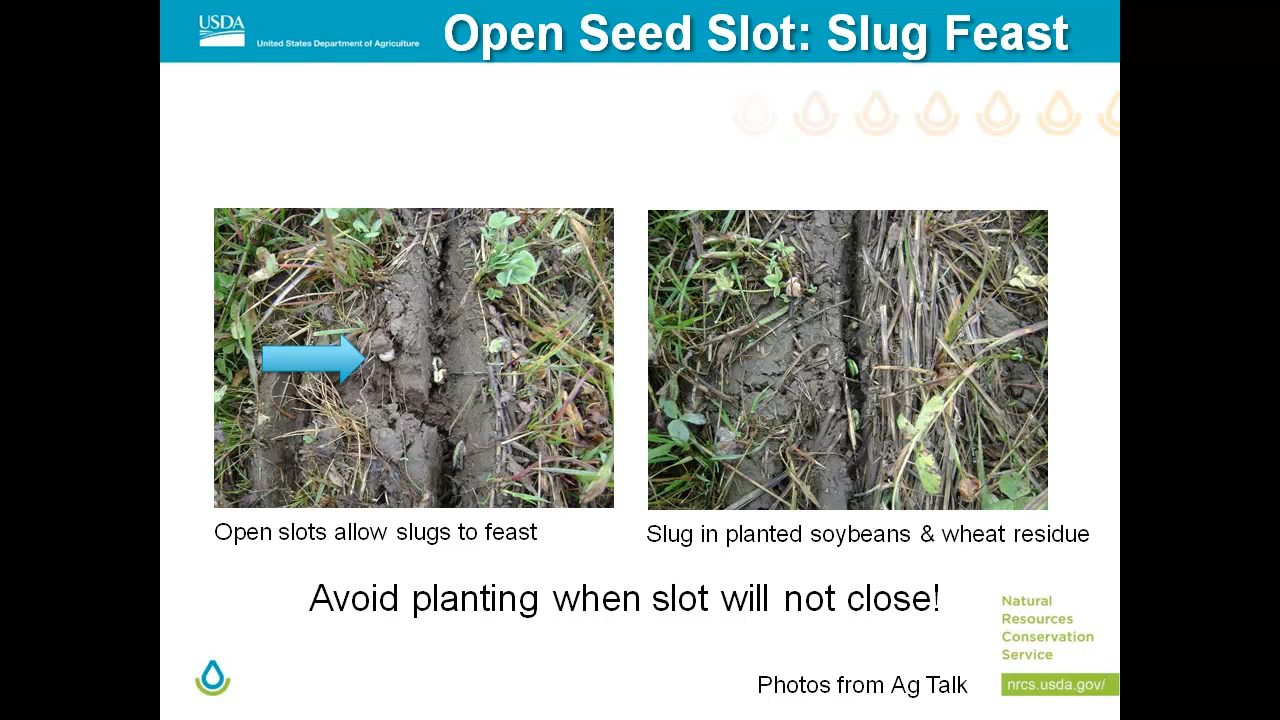 USDA
United States Department of Agriculture
Open Seed Slot: Slug Feast
Open slots allow slugs to feast
Slug in planted soybeans & wheat residue
Avoid planting when slot will not close!
Natural
Resources
Conservation
Service
nrcs.usda.gov/
Photos from Ag Talk